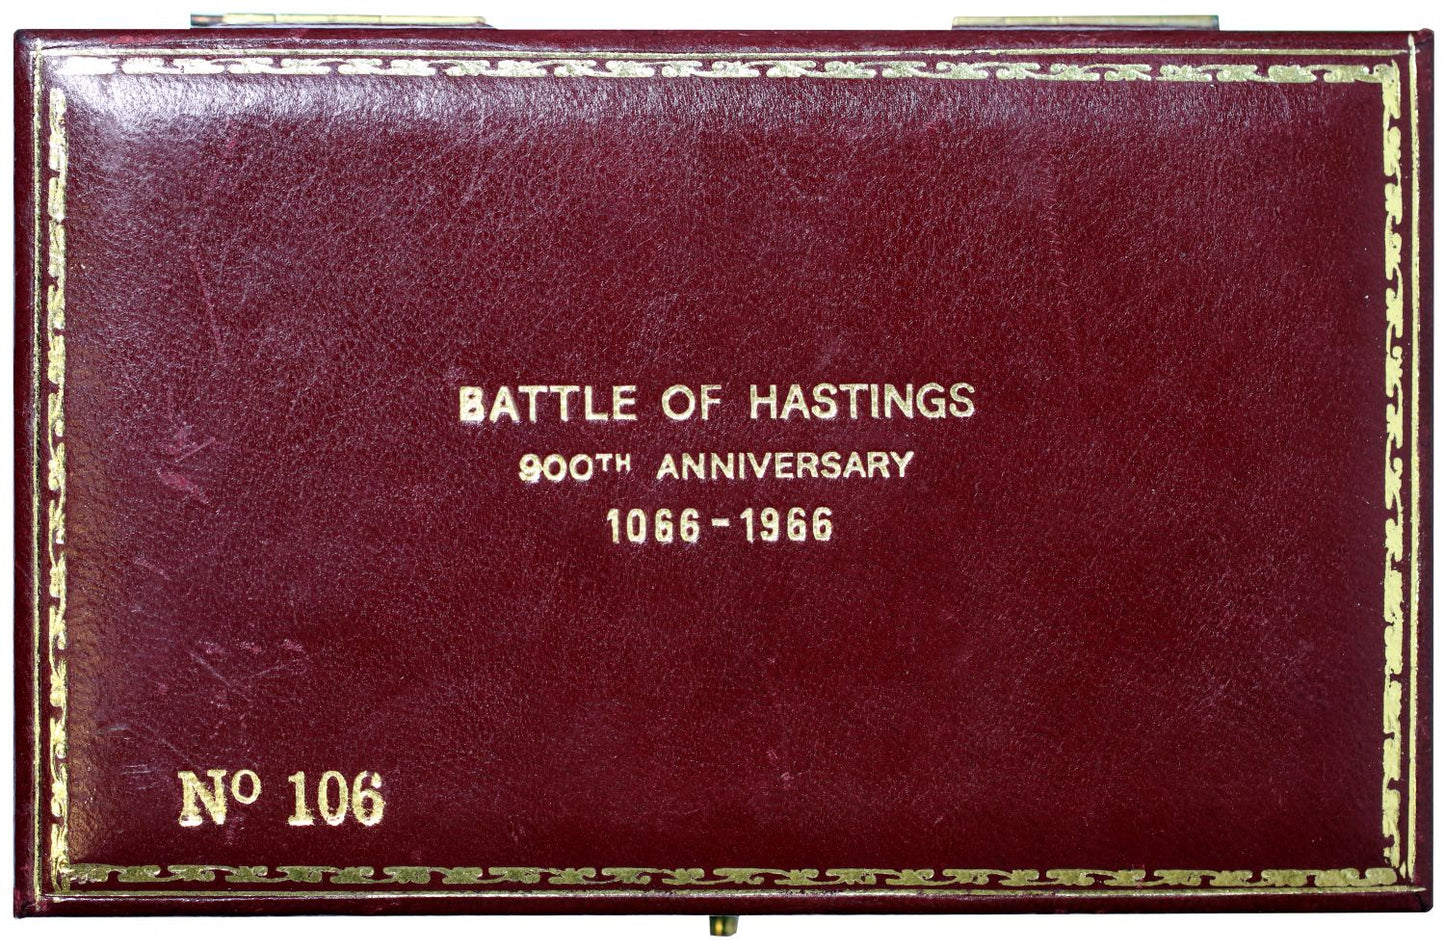 BATTLE OF HASTINGS
900TH ANNIVERSARY
1066-1966
Nº 106